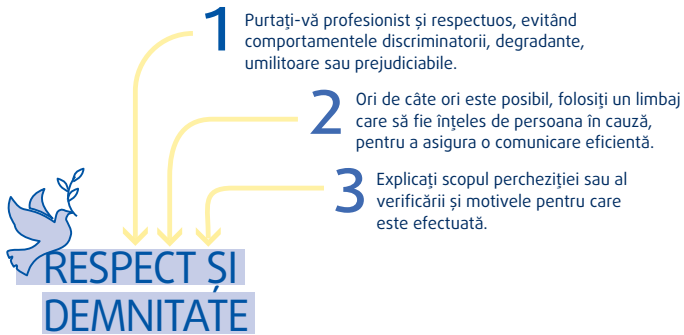 1
Purtați-vă profesionist și respectuos, evitând
comportamentele discriminatorii, degradante,
umilitoare sau prejudiciabile.
2
Ori de câte ori este posibil, folosiți un limbaj
care să fie înțeles de persoana în cauză,
pentru a asigura o comunicare eficientă.
3
Explicați scopul percheziției sau al
verificării și motivele pentru care
este efectuată.
RESPECT ȘI
DEMNITATE